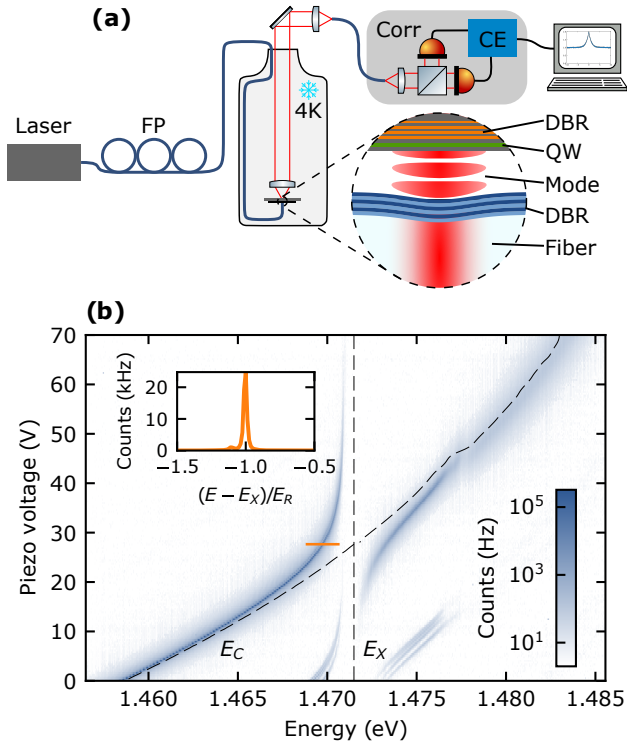 (a)
Laser
FP
4K
Corr
CE
DBR
QW
Mode
DBR
Fiber
(b)
Piezo voltage (V)
70
60
50
40
30
20
10
0
Counts (kHz)
20
10
0
−1.5 −1.0 −0.5
(E − E_X)/E_R
E_C
E_X
Counts (Hz)
10^5
10^3
10^1
1.460 1.465 1.470 1.475 1.480 1.485
Energy (eV)